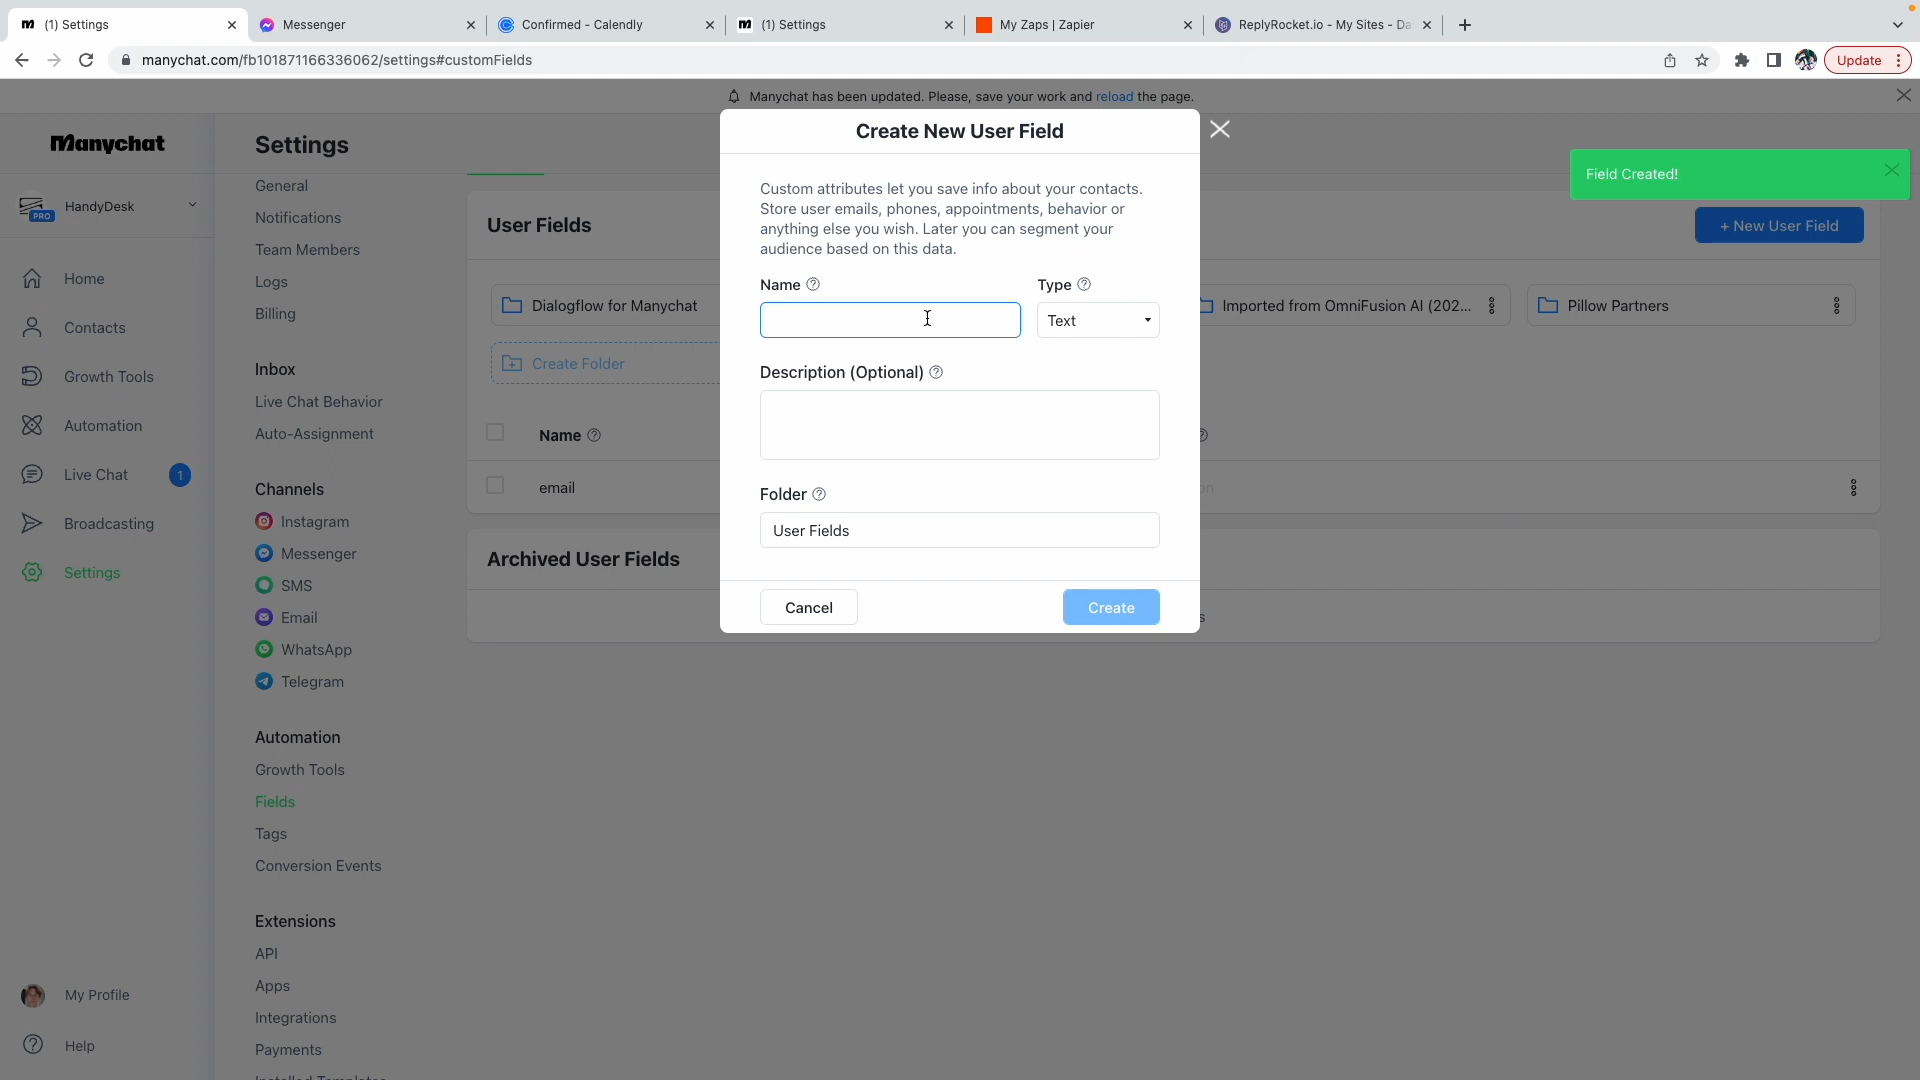 (1) Settings
Messenger
Confirmed - Calendly
(1) Settings
My Zaps | Zapier
ReplyRocket.io - My Sites - Da
manychat.com/fb101871166336062/settings#customFields
Update
Manychat has been updated. Please, save your work and reload the page.
Manychat
HandyDesk
PRO
Home
Contacts
Growth Tools
Automation
Live Chat
1
Broadcasting
Settings
My Profile
Help
Settings
General
Notifications
Team Members
Logs
Billing
Inbox
Live Chat Behavior
Auto-Assignment
Channels
Instagram
Messenger
SMS
Email
WhatsApp
Telegram
Automation
Growth Tools
Fields
Tags
Conversion Events
Extensions
API
Apps
Integrations
Payments
Installed Templates
User Fields
+ New User Field
Dialogflow for Manychat
Imported from OmniFusion AI (202...
Pillow Partners
Create Folder
Name
email
Archived User Fields
Create New User Field
Custom attributes let you save info about your contacts.
Store user emails, phones, appointments, behavior or
anything else you wish. Later you can segment your
audience based on this data.
Name
Type
Text
Description (Optional)
Folder
User Fields
Cancel
Create
Field Created!